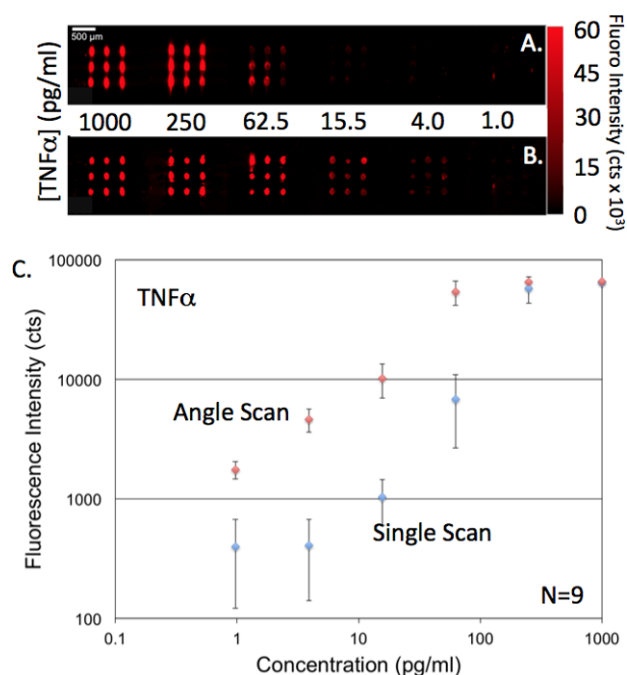 500 µm
A.
[TNFα] (pg/ml)
1000 250 62.5 15.5 4.0 1.0
B.
60
45
30
15
0
Fluoro Intensity (cts x 10³)
C.
100000
10000
1000
100
TNFα
Angle Scan
Single Scan
N=9
0.1 1 10 100 1000
Fluorescence Intensity (cts)
Concentration (pg/ml)